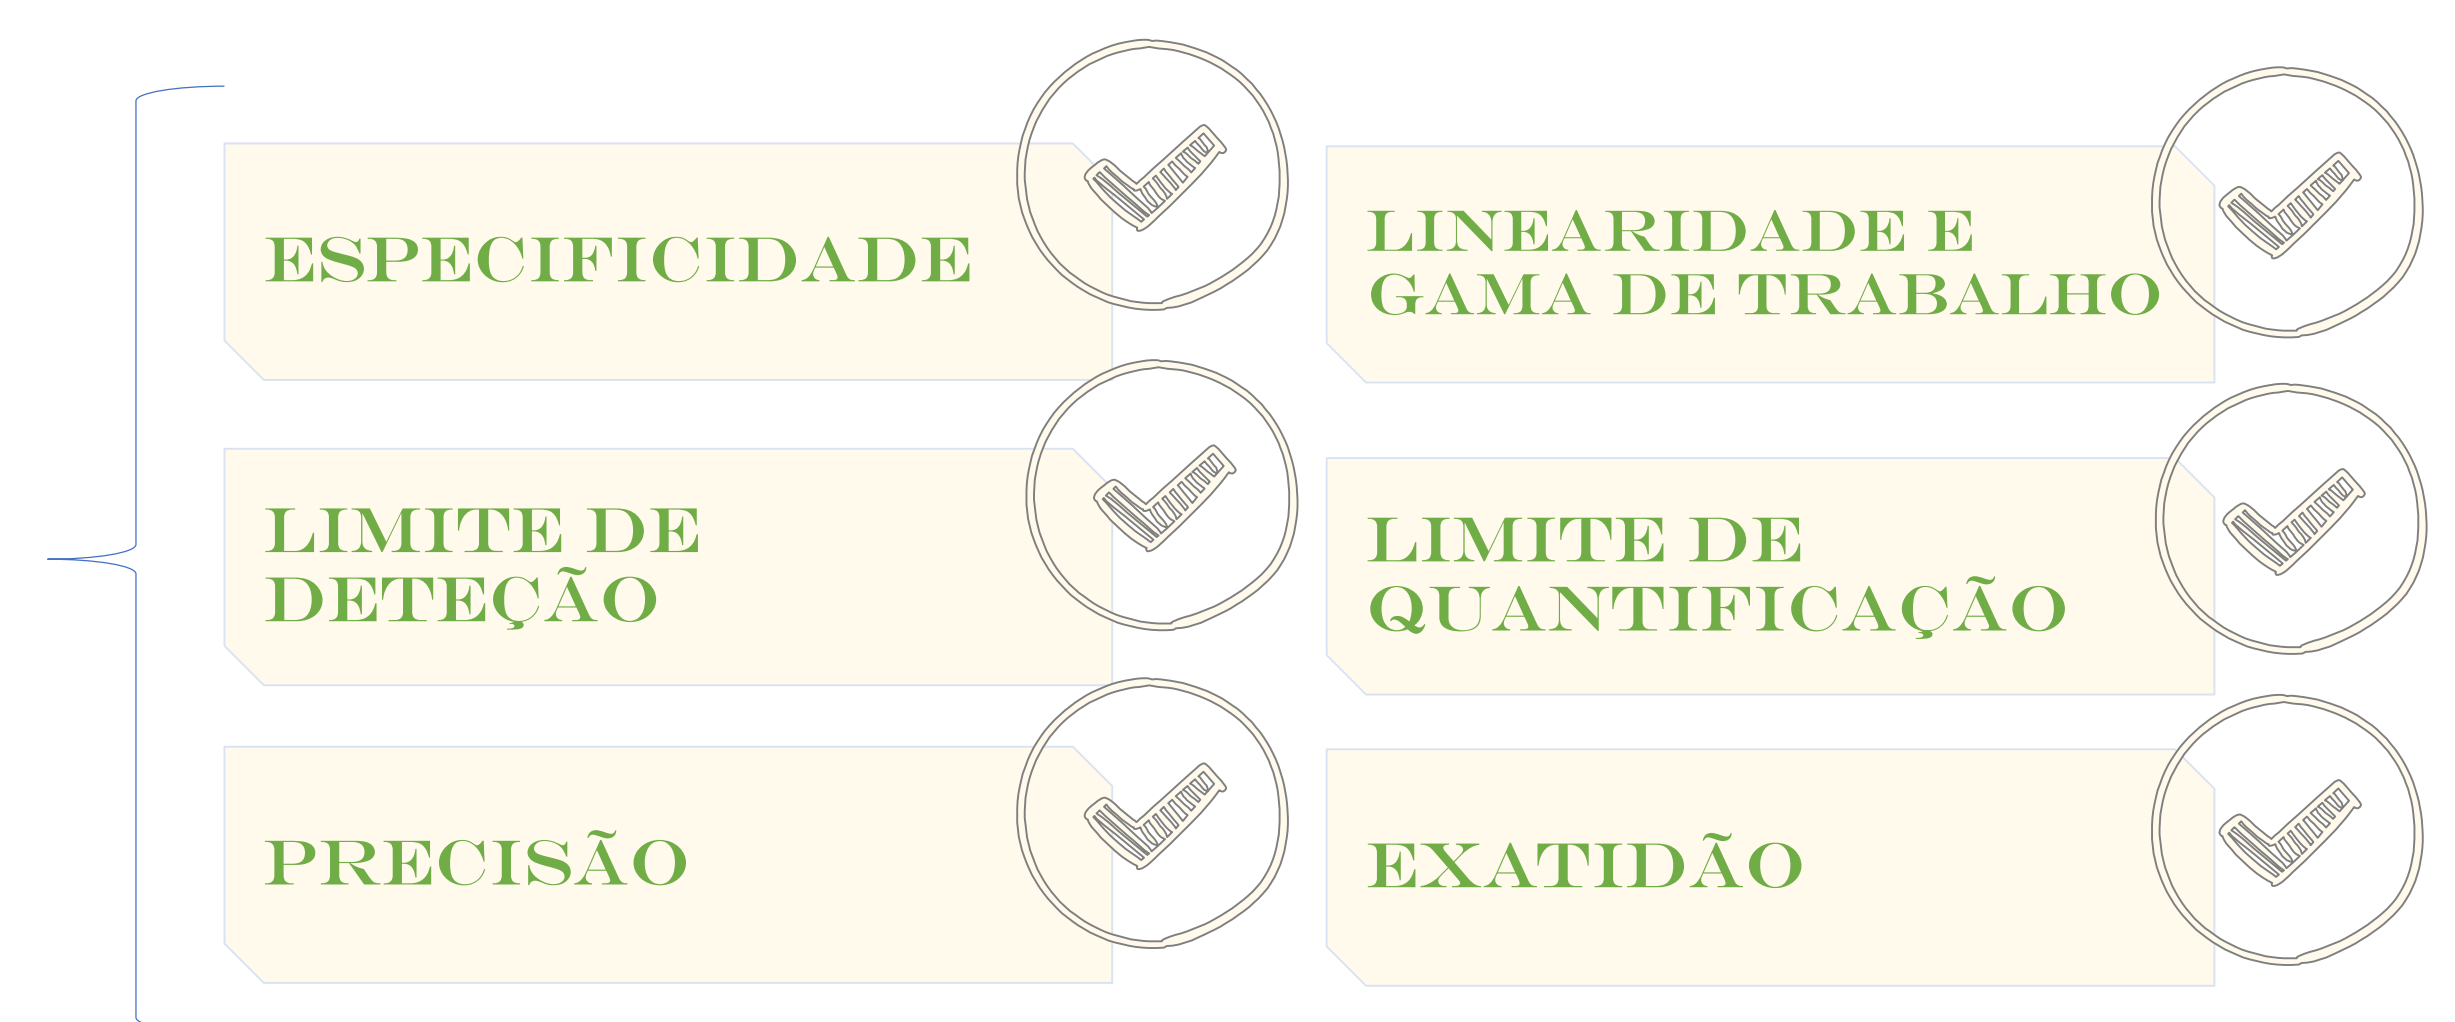 ESPECIFICIDADE
LINEARIDADE E
GAMA DE TRABALHO
LIMITE DE
DETEÇÃO
LIMITE DE
QUANTIFICAÇÃO
PRECISÃO
EXATIDÃO